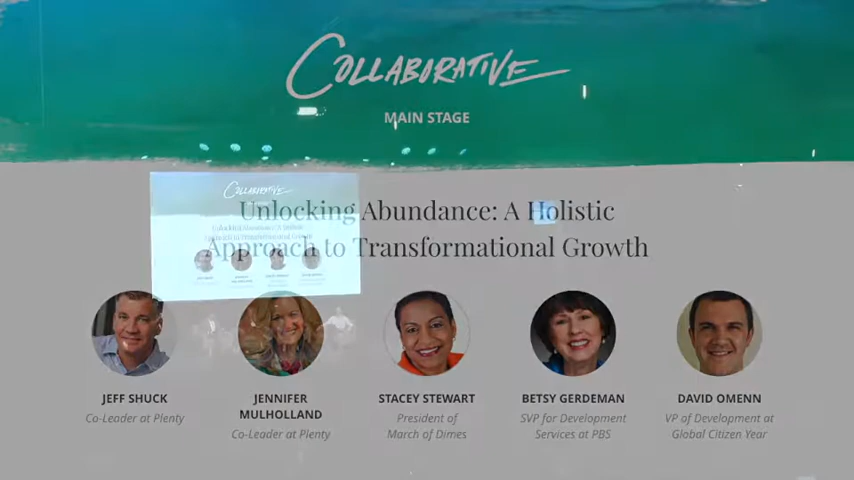 COLLABORATIVE
MAIN STAGE
Unlocking Abundance: A Holistic
Approach to Transformational Growth
JEFF SHUCK
Co-Leader at Plenty
JENNIFER
MULHOLLAND
Co-Leader at Plenty
STACEY STEWART
President of
March of Dimes
BETSY GERDEMAN
SVP for Development
Services at PBS
DAVID OMENN
VP of Development at
Global Citizen Year
COLLABORATIVE